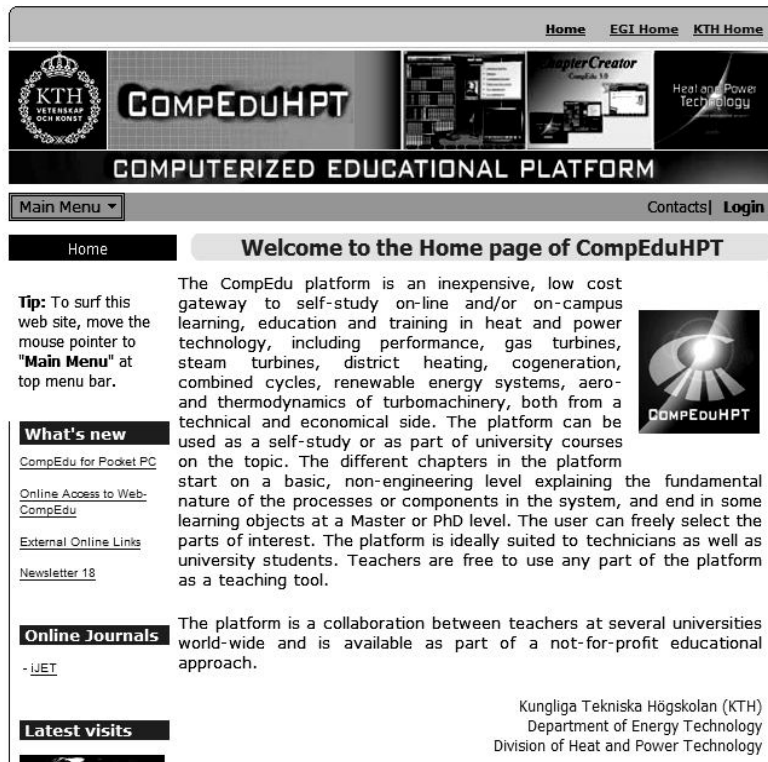 Home EGI Home KTH Home
KTH
VETENSKAP
OCH KONST
COMPEDUHPT
ChapterCreator
CompEdu 5.0
Heat and Power
Technology
COMPUTERIZED EDUCATIONAL PLATFORM
Main Menu
Contacts| Login
Home
Tip: To surf this
web site, move the
mouse pointer to
"Main Menu" at
top menu bar.
What's new
CompEdu for Pocket PC
Online Access to Web-
CompEdu
External Online Links
Newsletter 18
Online Journals
- iJET
Latest visits
Welcome to the Home page of CompEduHPT
The CompEdu platform is an inexpensive, low cost
gateway to self-study on-line and/or on-campus
learning, education and training in heat and power
technology, including performance, gas turbines,
steam turbines, district heating, cogeneration,
combined cycles, renewable energy systems, aero-
and thermodynamics of turbomachinery, both from a
technical and economical side. The platform can be
used as a self-study or as part of university courses
on the topic. The different chapters in the platform
start on a basic, non-engineering level explaining the fundamental
nature of the processes or components in the system, and end in some
learning objects at a Master or PhD level. The user can freely select the
parts of interest. The platform is ideally suited to technicians as well as
university students. Teachers are free to use any part of the platform
as a teaching tool.
COMPEDUHPT
The platform is a collaboration between teachers at several universities
world-wide and is available as part of a not-for-profit educational
approach.
Kungliga Tekniska Högskolan (KTH)
Department of Energy Technology
Division of Heat and Power Technology